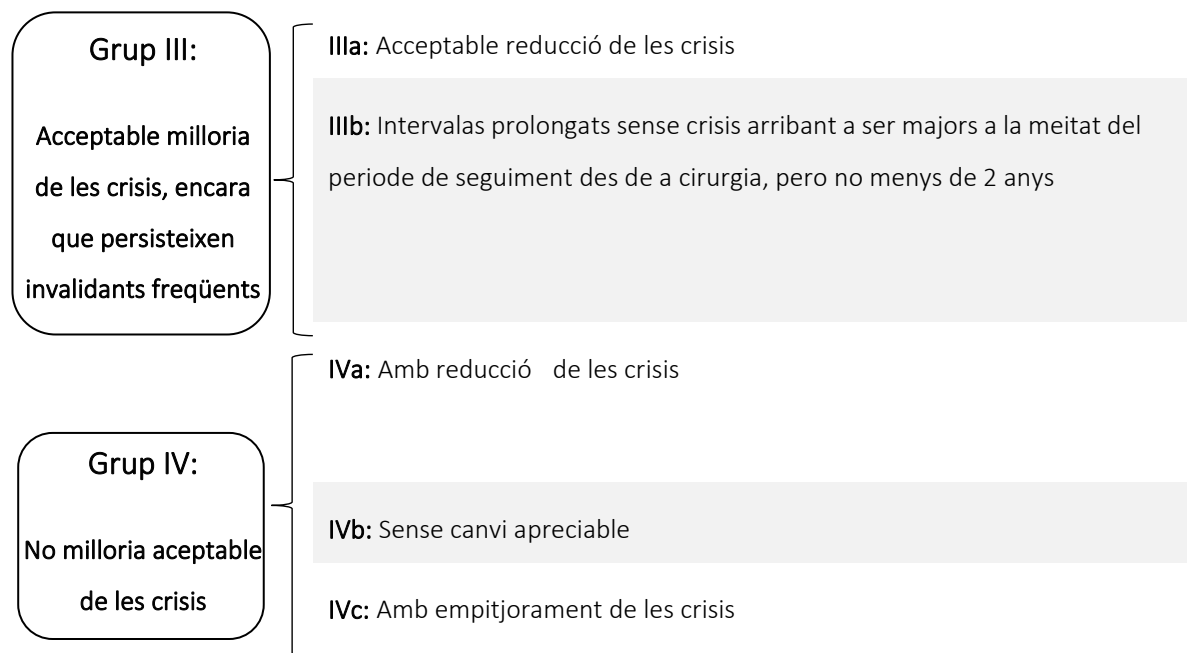 Grup III:
Acceptable milloria
de les crisis, encara
que persisteixen
invalidants freqüents
IIIa: Acceptable reducció de les crisis
IIIb: Intervalas prolongats sense crisis arribant a ser majors a la meitat del
periode de seguiment des de a cirurgia, pero no menys de 2 anys
Grup IV:
No milloria aceptable
de les crisis
IVa: Amb reducció de les crisis
IVb: Sense canvi apreciable
IVc: Amb empitjorament de les crisis